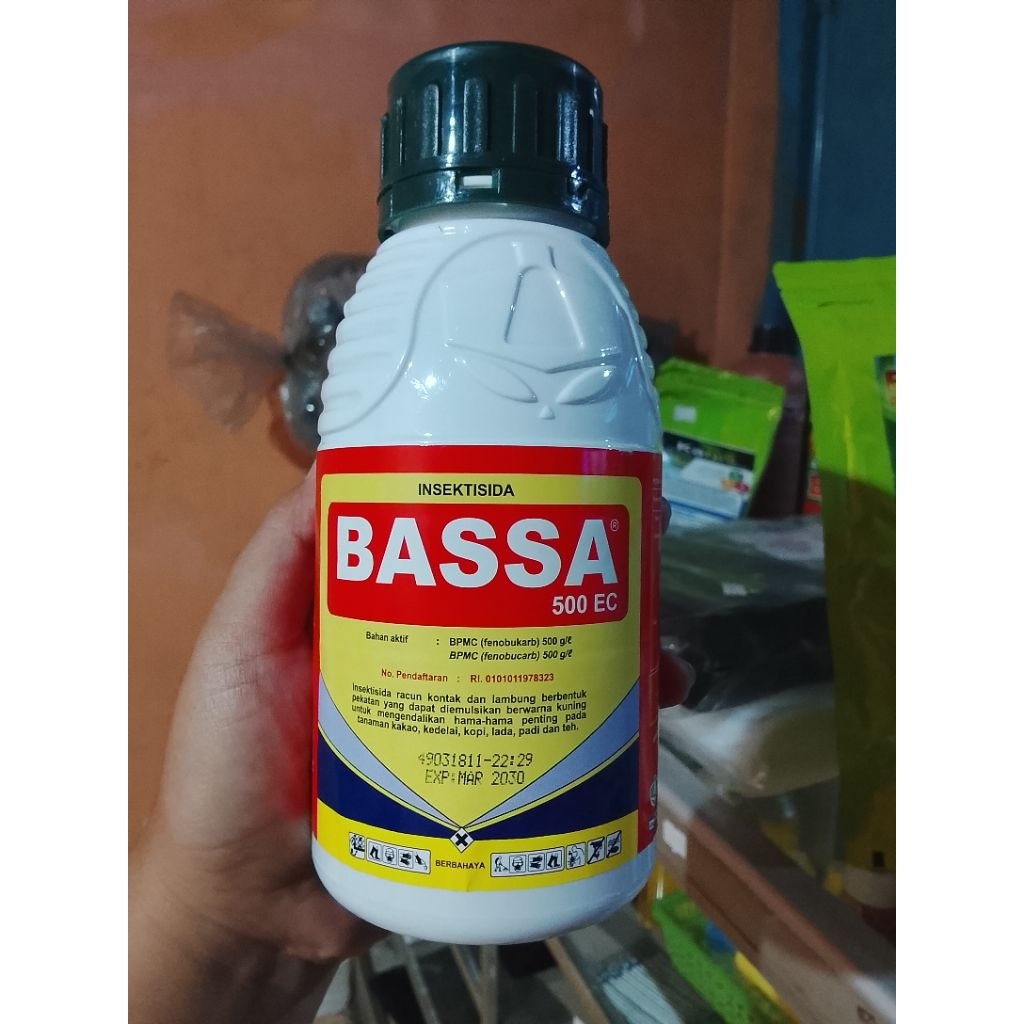 INSEKTISIDA
BASSA®
500 EC
Bahan aktif : BPMC (fenobukarb) 500 g/ℓ
BPMC (fenobucarb) 500 g/ℓ
No. Pendaftaran : RI. 0101011978323
Insektisida racun kontak dan lambung berbentuk
pekatan yang dapat diemulsikan berwarna kuning
untuk mengendalikan hama-hama penting pada
tanaman kakao, kedelai, kopi, lada, padi dan teh.
49031811-22:29
EXP:MAR 2030
BERBAHAYA